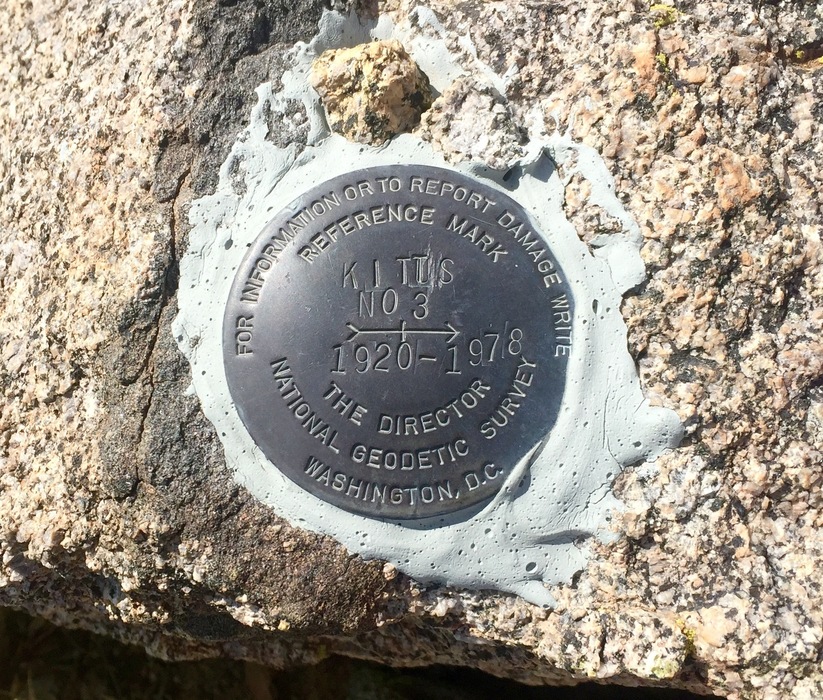 FOR INFORMATION OR TO REPORT DAMAGE WRITE
REFERENCE MARK
KITTS
NO 3
1920-1978
THE DIRECTOR
NATIONAL GEODETIC SURVEY
WASHINGTON, D.C.